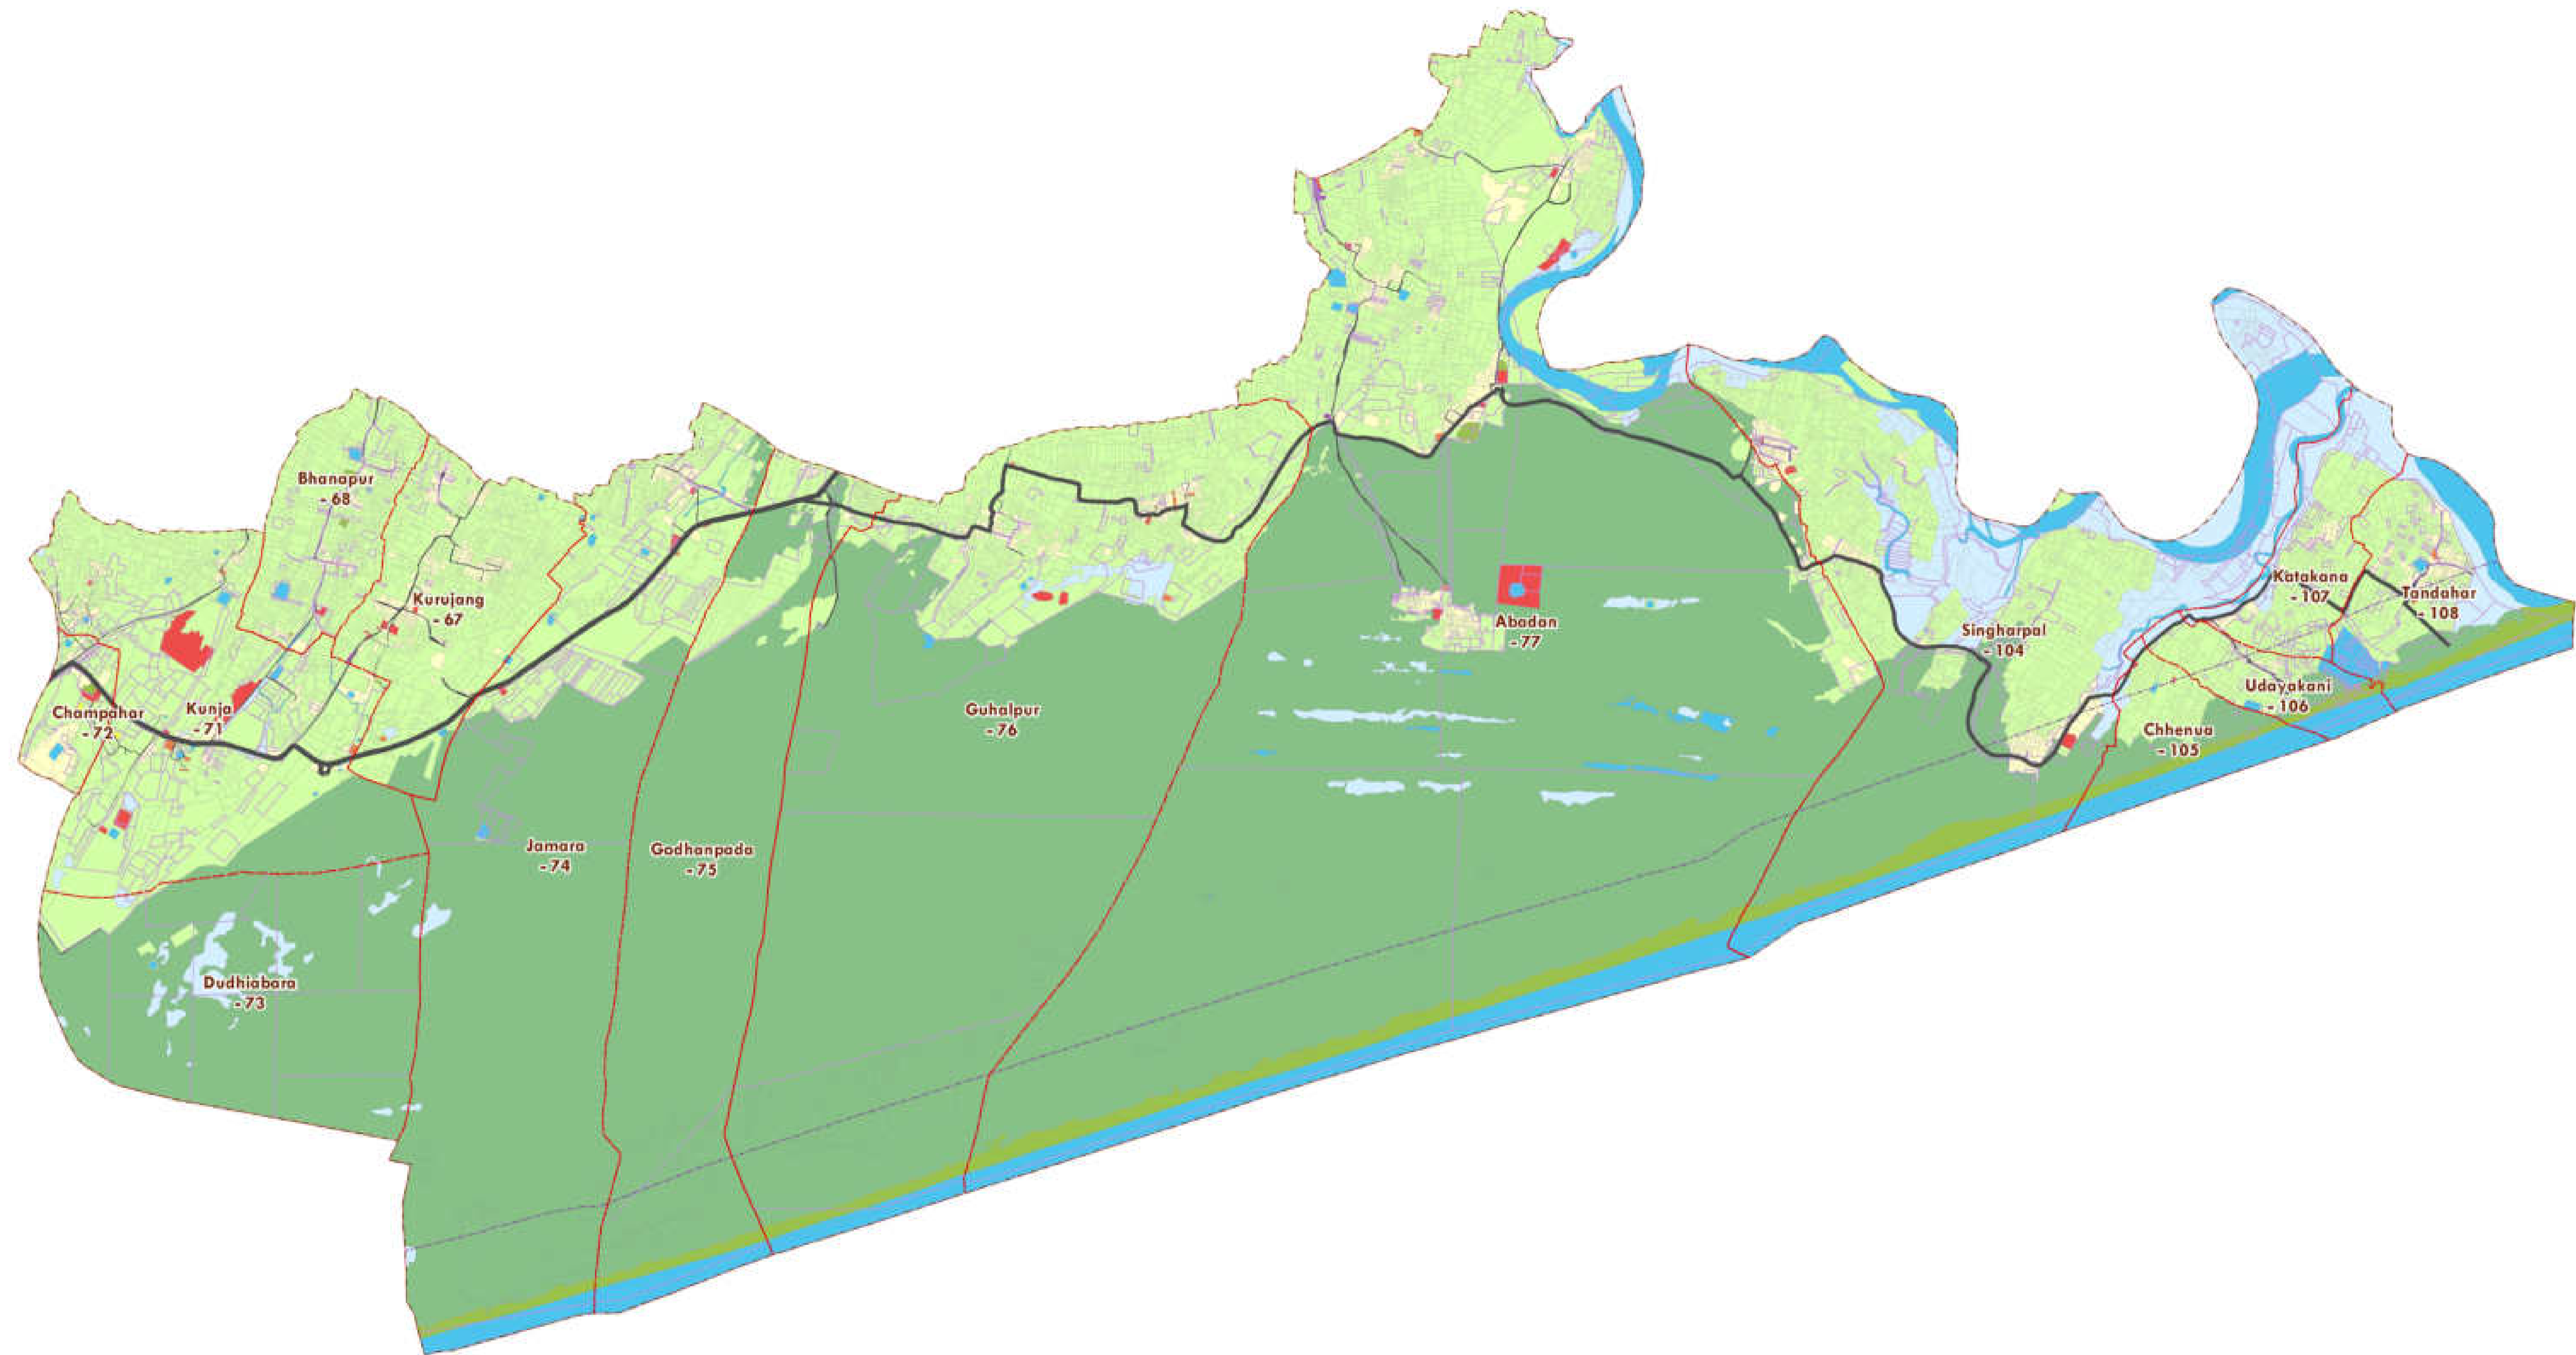 Bhanapur
- 68
Kurujang
- 67
Katakana
- 107
Tandahar
- 108
Abadan
- 77
Singharpal
- 104
Udayakani
- 106
Champahar
- 72
Kunja
- 71
Guhalpur
- 76
Chhenua
- 105
Jamara
- 74
Godhanpada
- 75
Dudhiabara
- 73